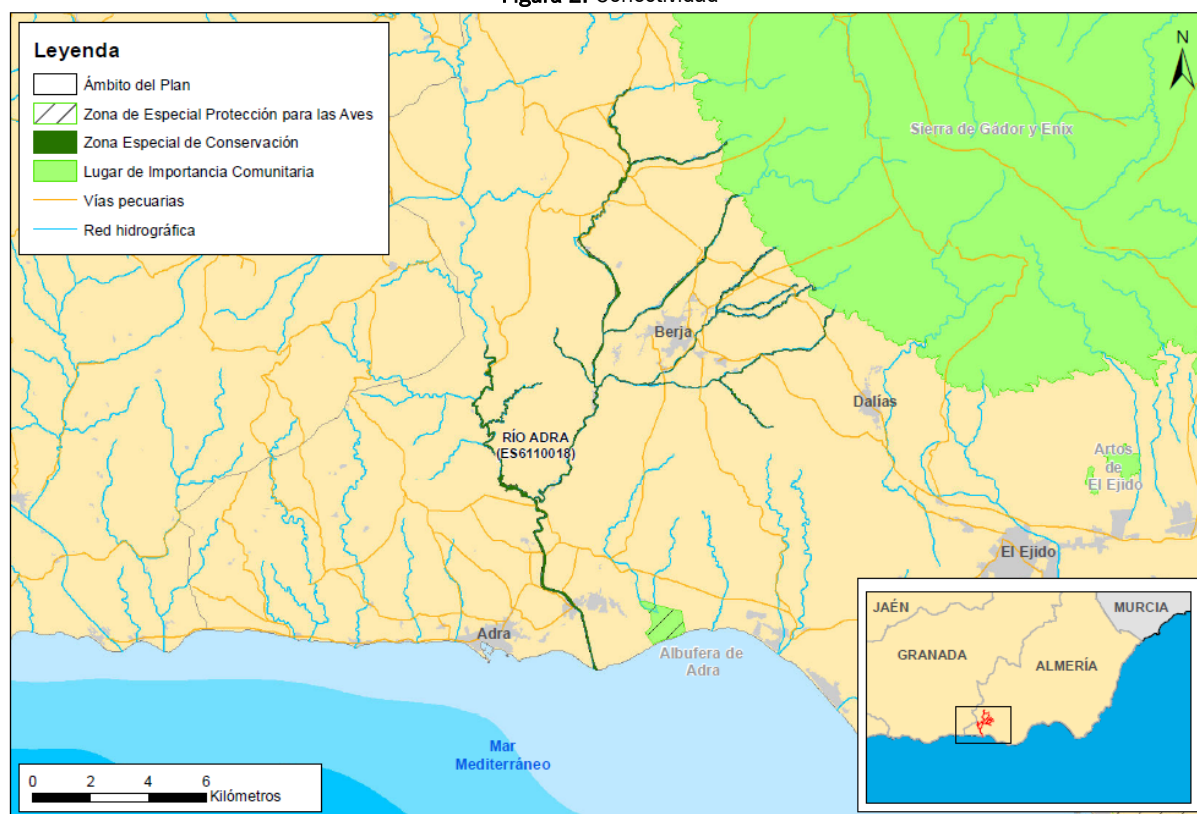 Figura 2. Conectividad
Leyenda
Ámbito del Plan
Zona de Especial Protección para las Aves
Zona Especial de Conservación
Lugar de Importancia Comunitaria
Vías pecuarias
Red hidrográfica
N
Sierra de Gádor y Enix
Berja
Dalías
RÍO ADRA
(ES6110018)
Artos
de
El Ejido
El Ejido
Adra
Albufera de
Adra
Mar
Mediterráneo
0 2 4 6
Kilómetros
JAÉN
MURCIA
GRANADA
ALMERÍA